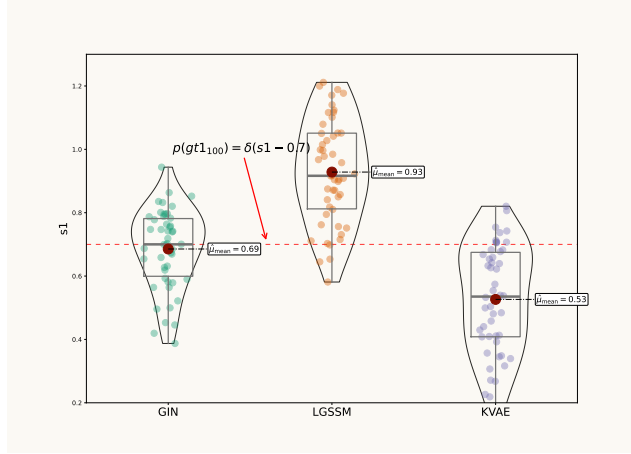 1.2
1.0
0.8
0.6
0.4
0.2
s1
p(gt1₁₀₀) = δ(s1−0.7)
μ̂mean = 0.69
μ̂mean = 0.93
μ̂mean = 0.53
GIN LGSSM KVAE